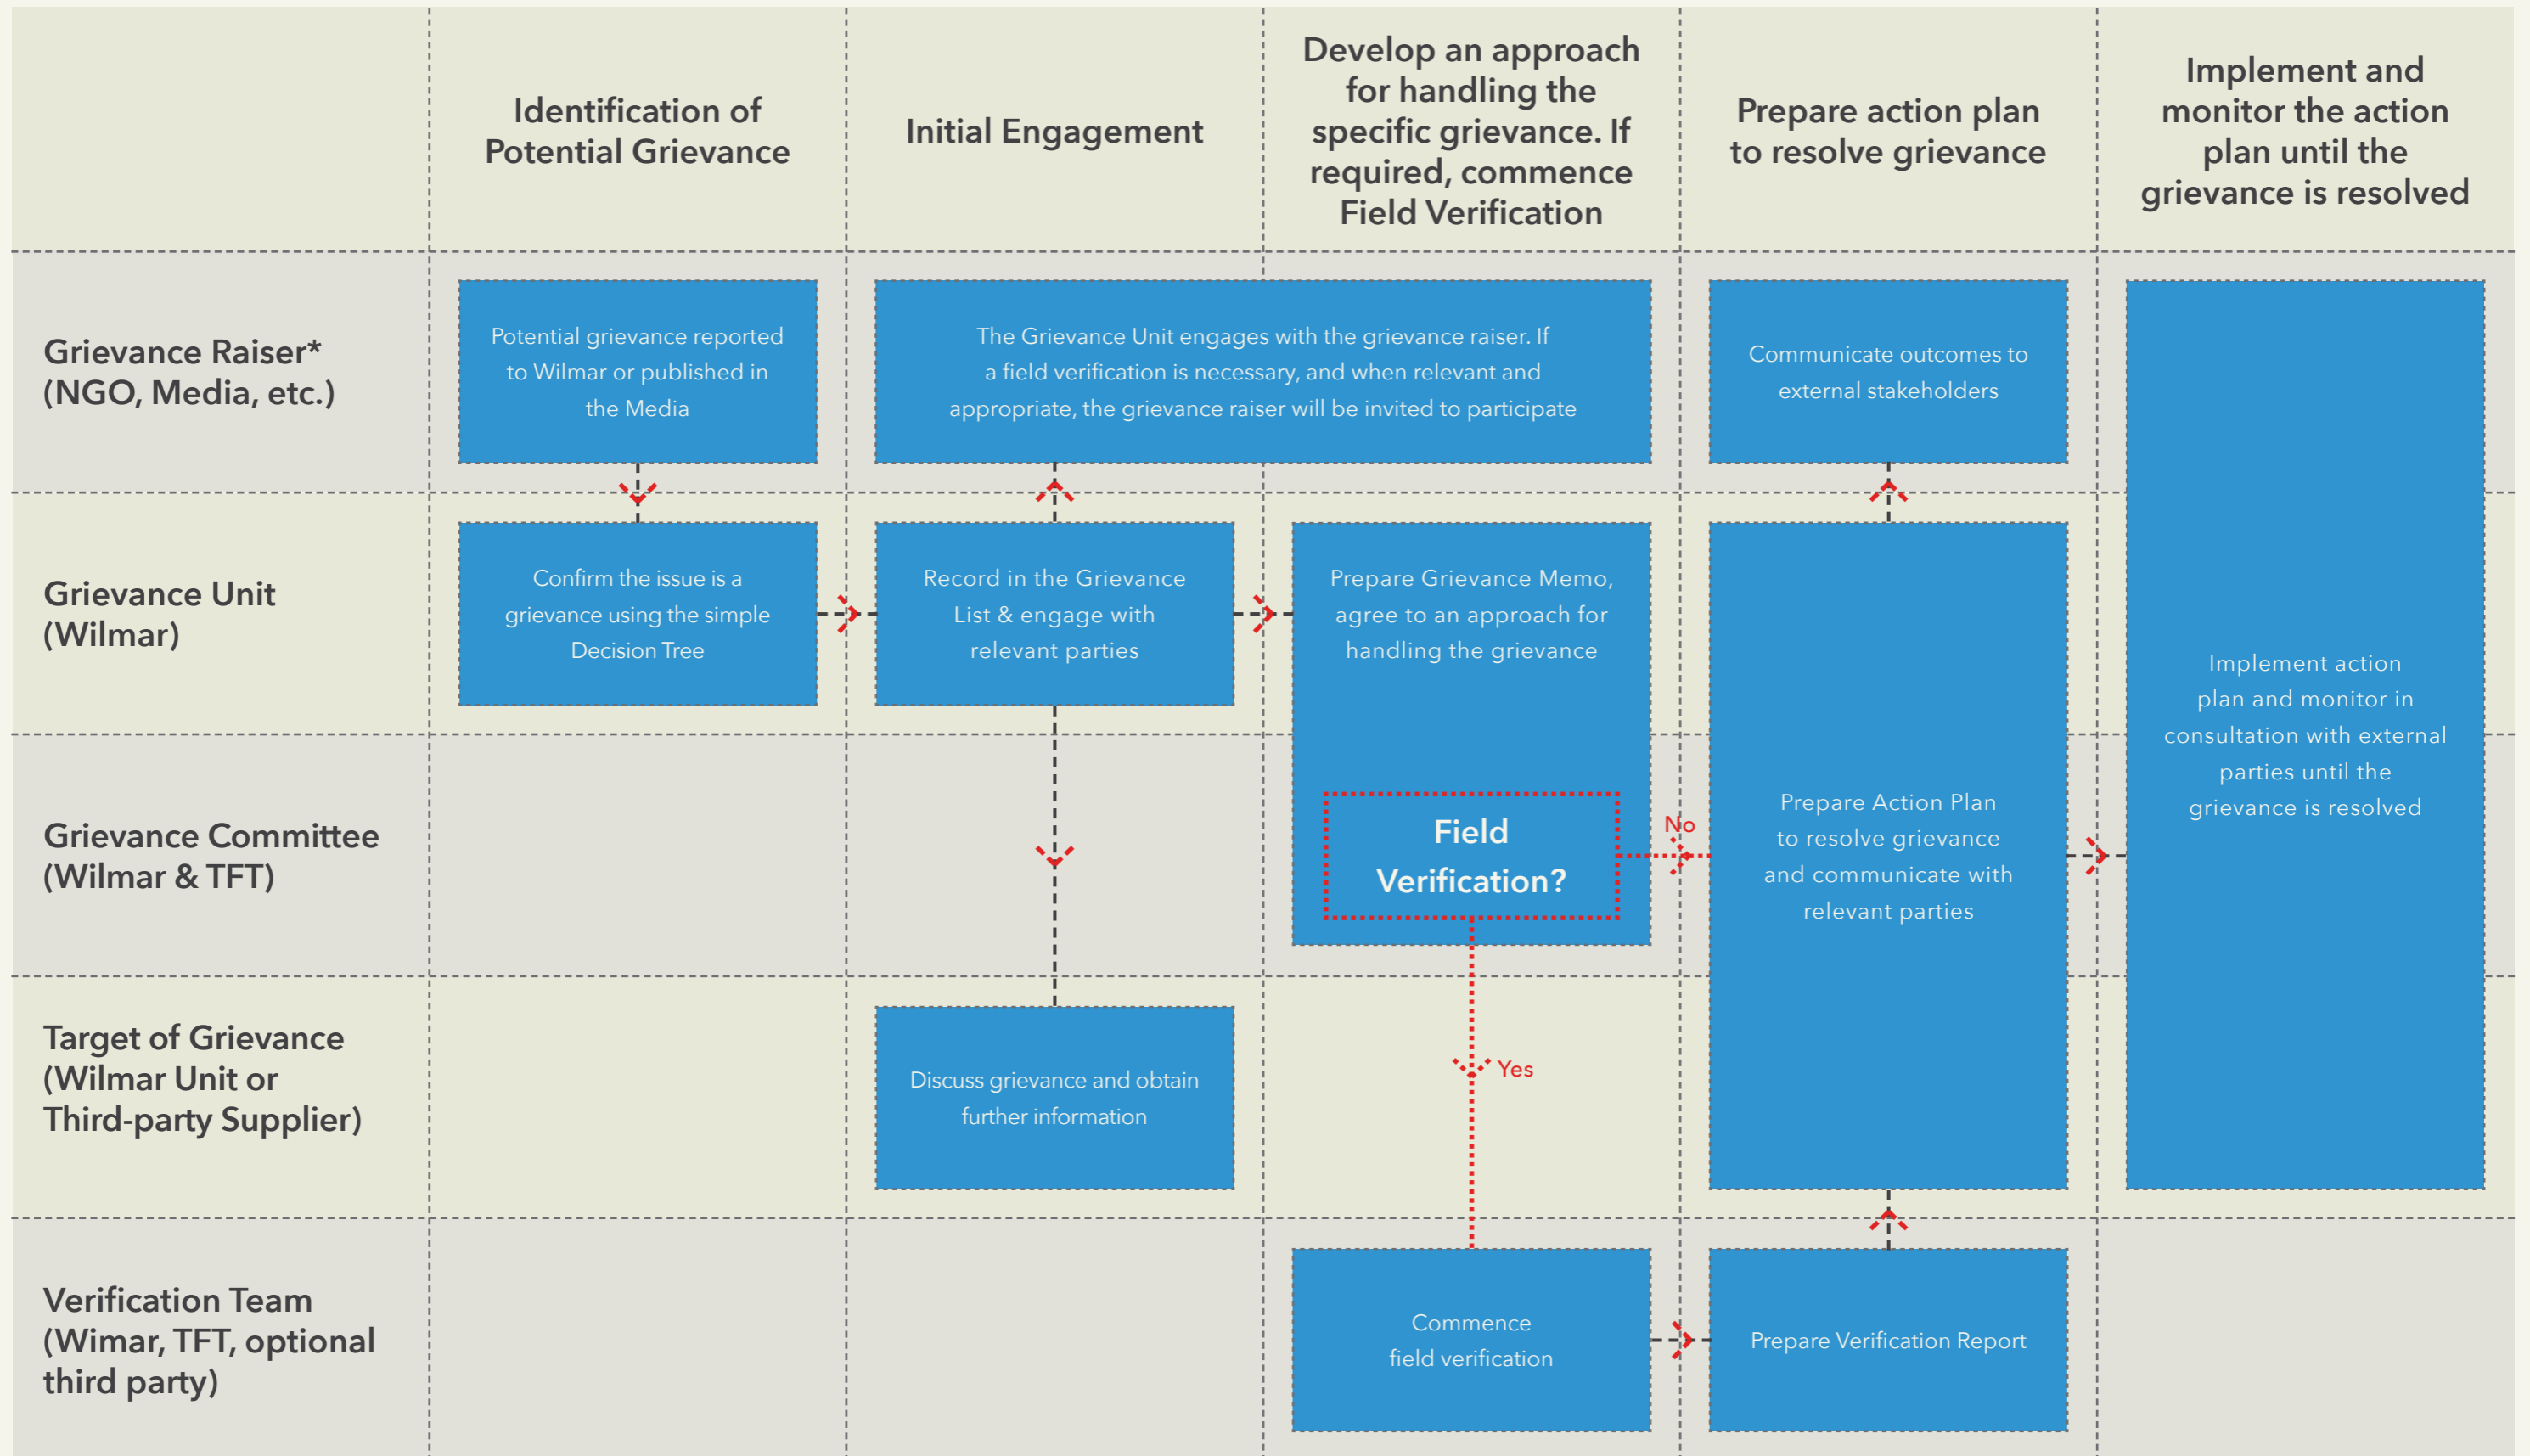 Identification of
Potential Grievance
Initial Engagement
Develop an approach
for handling the
specific grievance. If
required, commence
Field Verification
Prepare action plan
to resolve grievance
Implement and
monitor the action
plan until the
grievance is resolved
Grievance Raiser*
(NGO, Media, etc.)
Potential grievance reported
to Wilmar or published in
the Media
The Grievance Unit engages with the grievance raiser. If
a field verification is necessary, and when relevant and
appropriate, the grievance raiser will be invited to participate
Communicate outcomes to
external stakeholders
Grievance Unit
(Wilmar)
Confirm the issue is a
grievance using the simple
Decision Tree
Record in the Grievance
List & engage with
relevant parties
Prepare Grievance Memo,
agree to an approach for
handling the grievance
Implement action
plan and monitor in
consultation with external
parties until the
grievance is resolved
Grievance Committee
(Wilmar & TFT)
Field
Verification?
No
Prepare Action Plan
to resolve grievance
and communicate with
relevant parties
Target of Grievance
(Wilmar Unit or
Third-party Supplier)
Discuss grievance and obtain
further information
Yes
Verification Team
(Wimar, TFT, optional
third party)
Commence
field verification
Prepare Verification Report